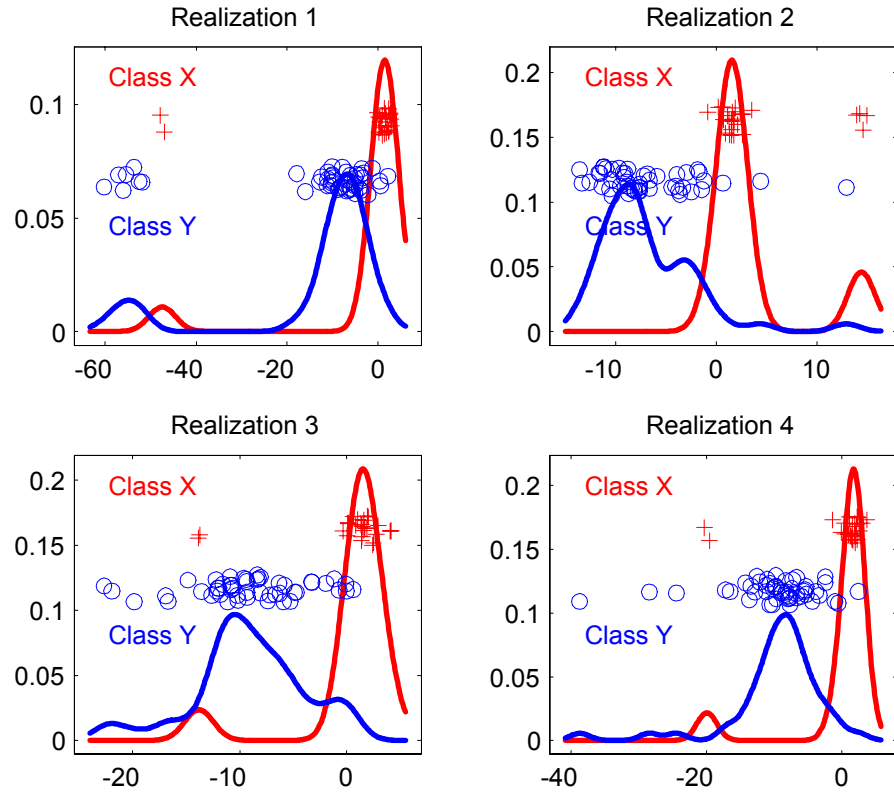 Realization 1
Class X
Class Y
0.1
0.05
0
-60
-40
-20
0
Realization 2
Class X
Class Y
0.2
0.15
0.1
0.05
0
-10
0
10
Realization 3
Class X
Class Y
0.2
0.15
0.1
0.05
0
-20
-10
0
Realization 4
Class X
Class Y
0.2
0.15
0.1
0.05
0
-40
-20
0